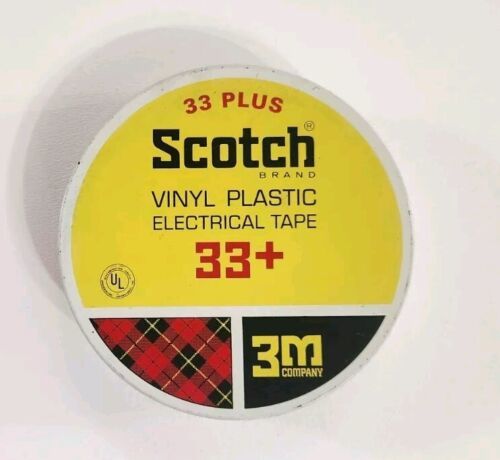 33 PLUS
Scotch®
BRAND
VINYL PLASTIC
ELECTRICAL TAPE
33+
UL
3M
COMPANY